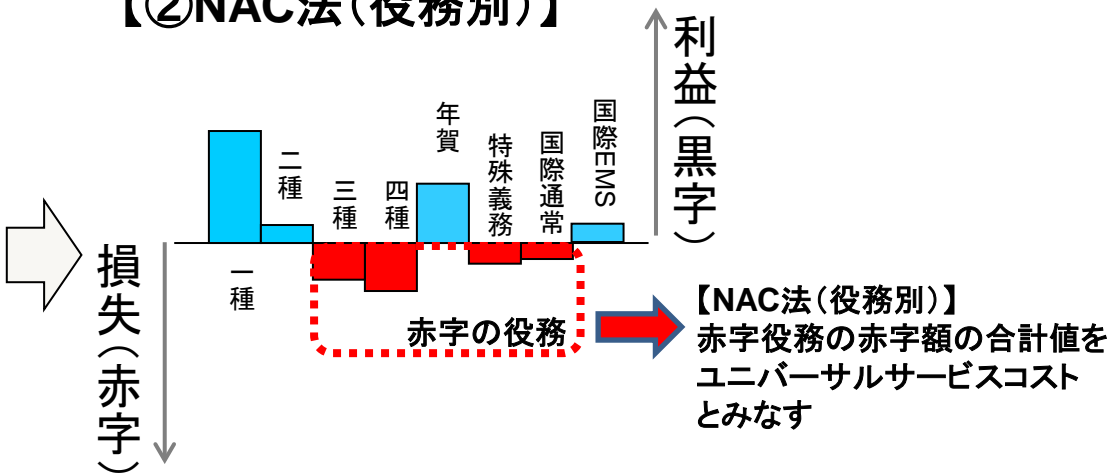 【②NAC法（役務別）】
利益（黒字）
国際EMS
年賀
特殊義務
国際通常
二種
三種
四種
一種
損失（赤字）
赤字の役務
【NAC法（役務別）】
赤字役務の赤字額の合計値を
ユニバーサルサービスコスト
とみなす